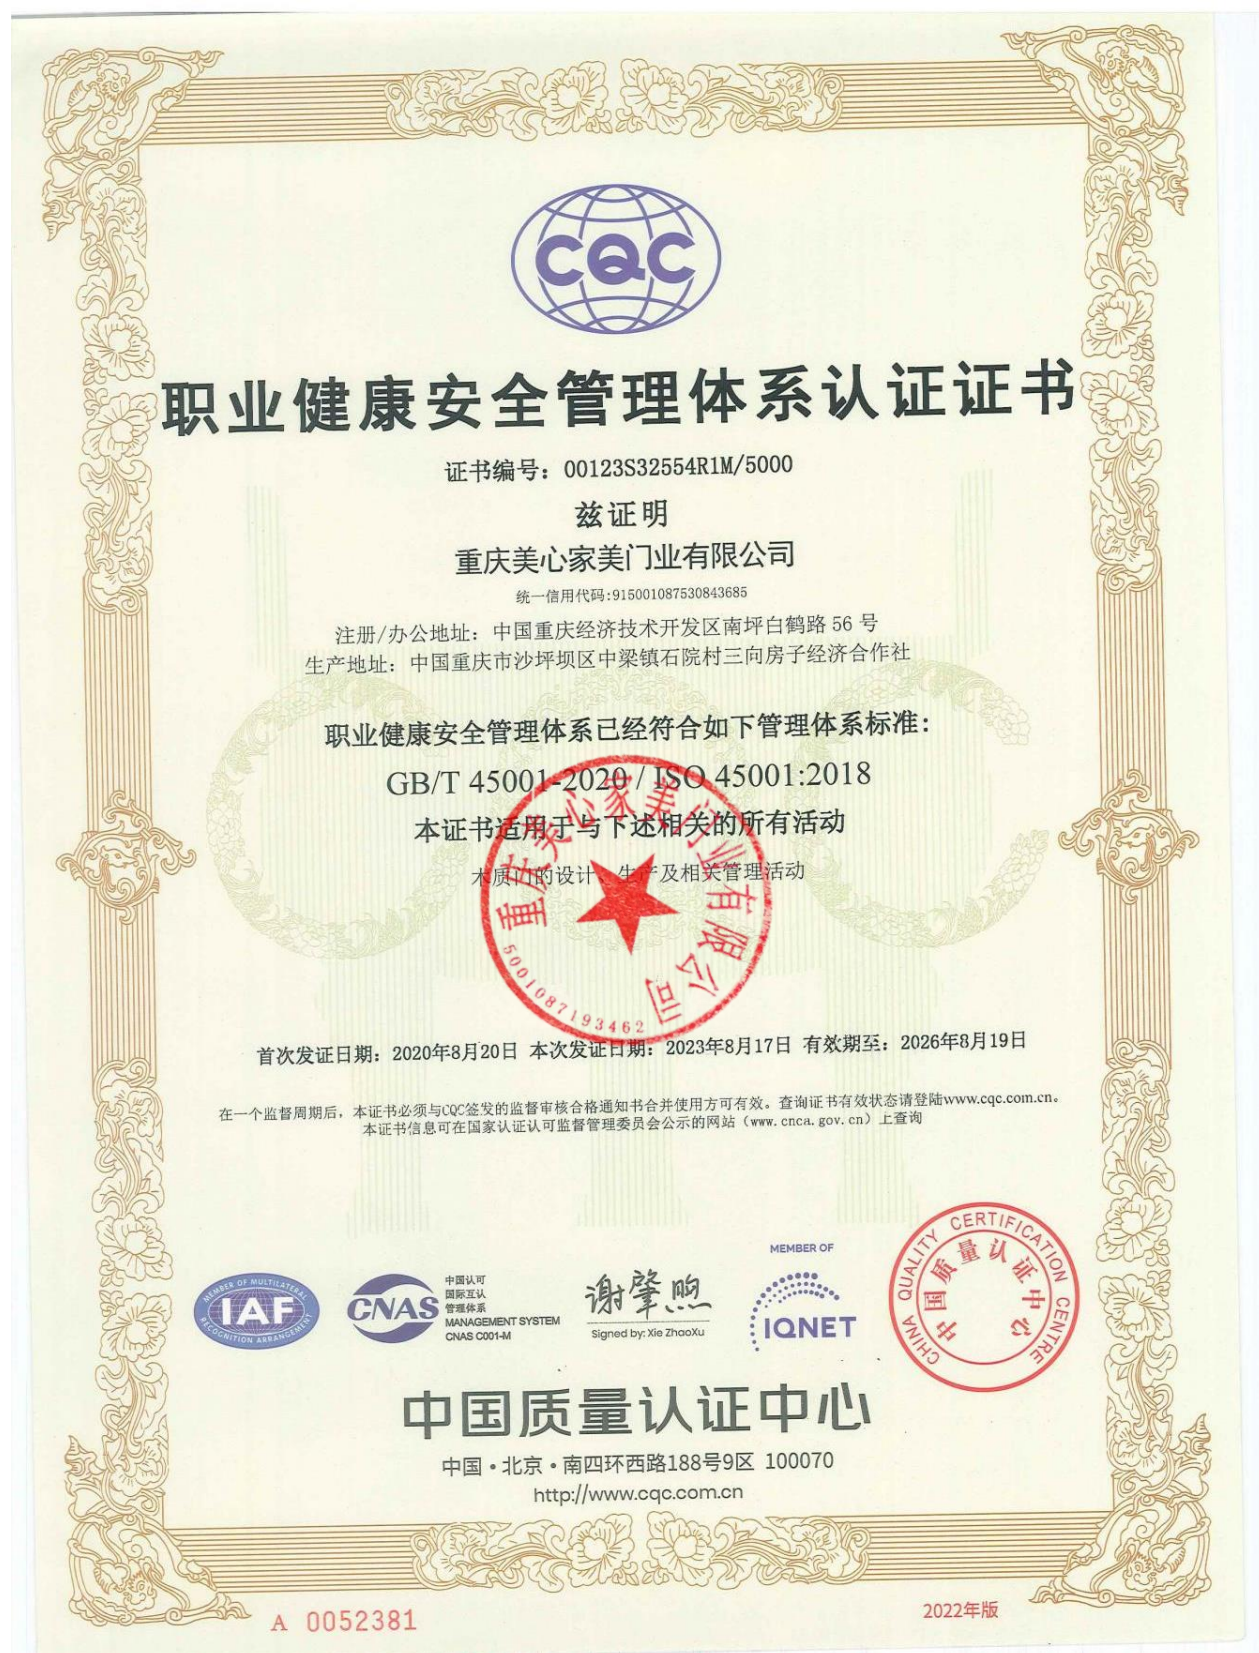 CQC
职业健康安全管理体系认证证书
证书编号：00123S32554R1M/5000
兹证明
重庆美心家美门业有限公司
统一信用代码:915001087530843685
注册/办公地址：中国重庆经济技术开发区南坪白鹤路 56 号
生产地址：中国重庆市沙坪坝区中梁镇石院村三向房子经济合作社
职业健康安全管理体系已经符合如下管理体系标准：
GB/T 45001-2020 / ISO 45001:2018
本证书适用于与下述相关的所有活动
木质门的设计、生产及相关管理活动
重庆美心家美门业有限公司
5001087193462
首次发证日期：2020年8月20日 本次发证日期：2023年8月17日 有效期至：2026年8月19日
在一个监督周期后，本证书必须与CQC签发的监督审核合格通知书合并使用方可有效。查询证书有效状态请登陆www.cqc.com.cn。
本证书信息可在国家认证认可监督管理委员会公示的网站（www.cnca.gov.cn）上查询
MEMBER OF MULTILATERAL
IAF
RECOGNITION ARRANGEMENT
CNAS
中国认可
国际互认
管理体系
MANAGEMENT SYSTEM
CNAS C001-M
谢肇煦
Signed by: Xie ZhaoXu
MEMBER OF
IQNET
CHINA QUALITY CERTIFICATION CENTRE
中国质量认证中心
中国质量认证中心
中国・北京・南四环西路188号9区 100070
http://www.cqc.com.cn
A 0052381
2022年版